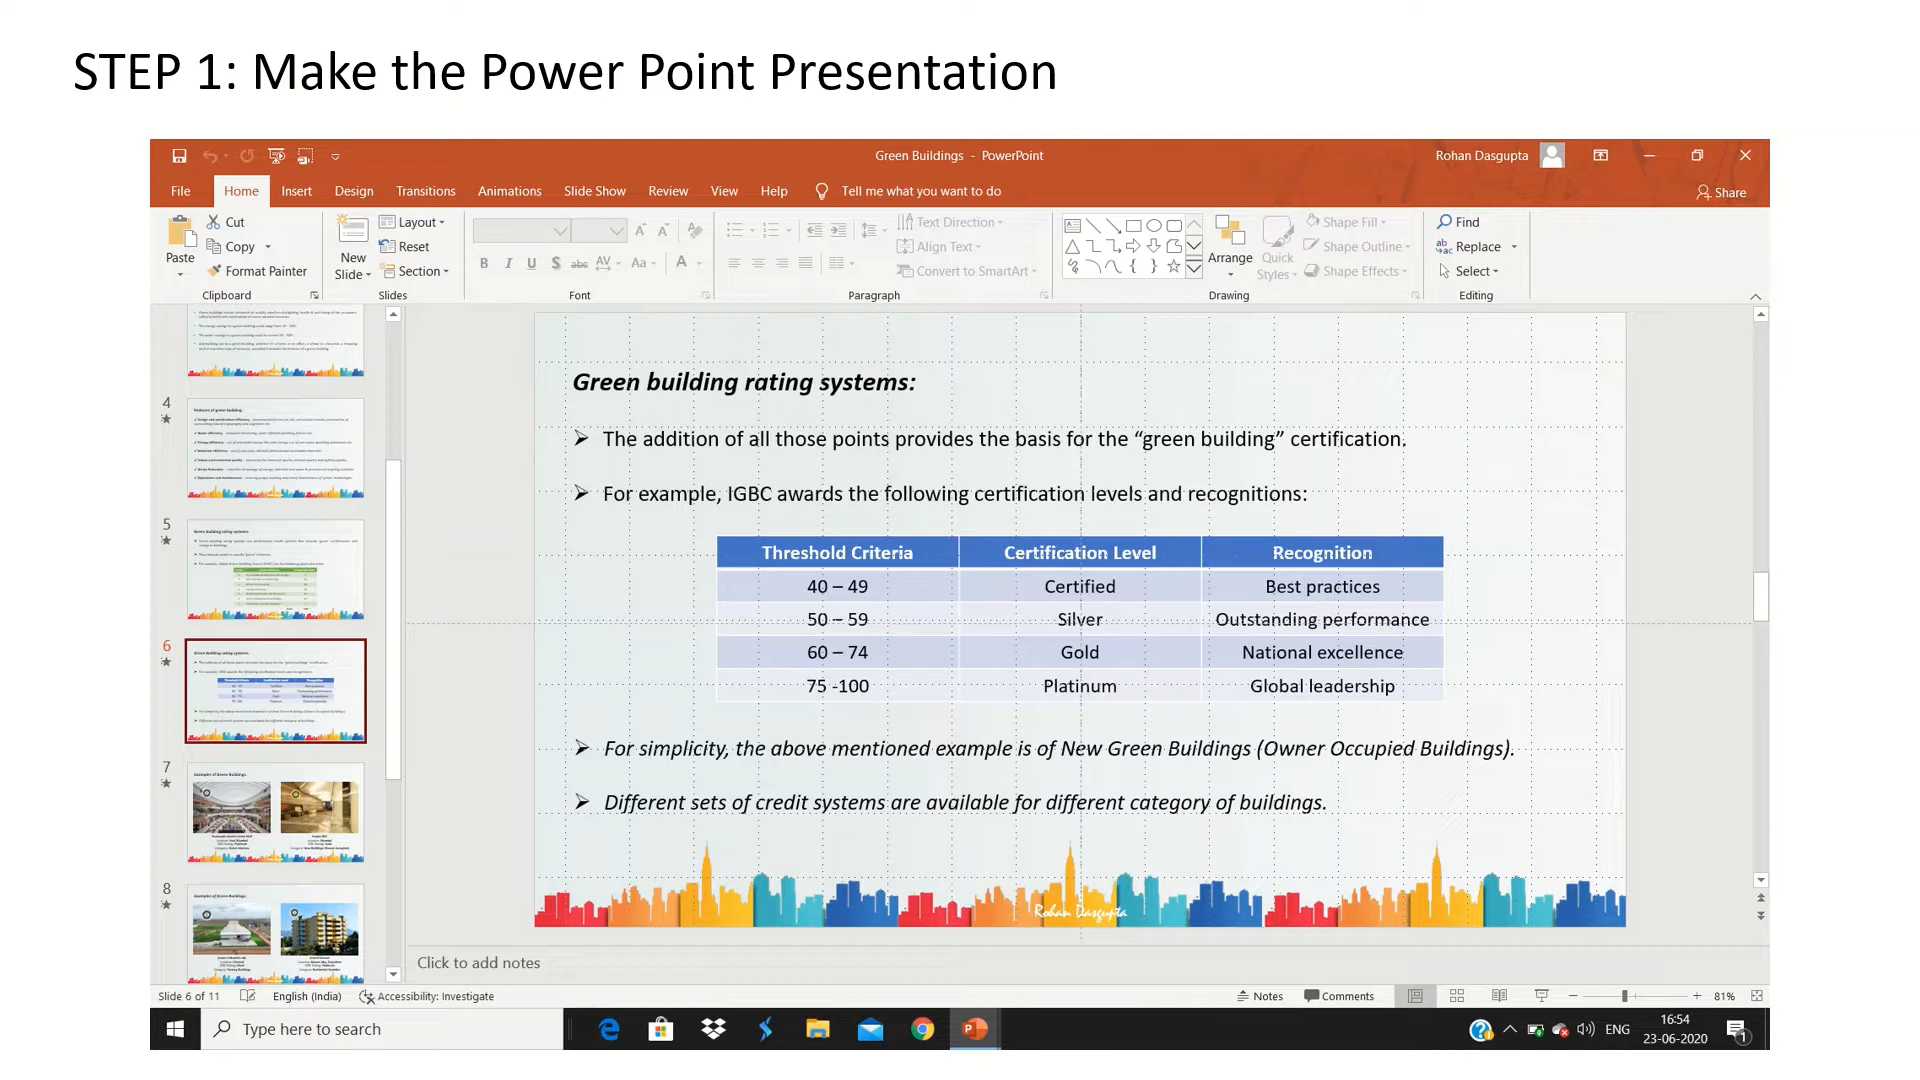 STEP 1: Make the Power Point Presentation
Green Buildings - PowerPoint
Rohan Dasgupta
File Home Insert Design Transitions Animations Slide Show Review View Help Tell me what you want to do
Share
Paste
Cut
Copy
Format Painter
Clipboard
New Slide
Layout
Reset
Section
Slides
B I U S abc AV Aa A
Font
Text Direction
Align Text
Convert to SmartArt
Paragraph
Arrange
Quick Styles
Shape Fill
Shape Outline
Shape Effects
Drawing
Find
Replace
Select
Editing
4
5
6
7
8
Green building rating systems:
The addition of all those points provides the basis for the “green building” certification.
For example, IGBC awards the following certification levels and recognitions:
Threshold Criteria Certification Level Recognition
40 – 49 Certified Best practices
50 – 59 Silver Outstanding performance
60 – 74 Gold National excellence
75 -100 Platinum Global leadership
For simplicity, the above mentioned example is of New Green Buildings (Owner Occupied Buildings).
Different sets of credit systems are available for different category of buildings.
Rohan Dasgupta
Click to add notes
Slide 6 of 11 English (India) Accessibility: Investigate Notes Comments 81%
Type here to search
ENG
16:54
23-06-2020
1